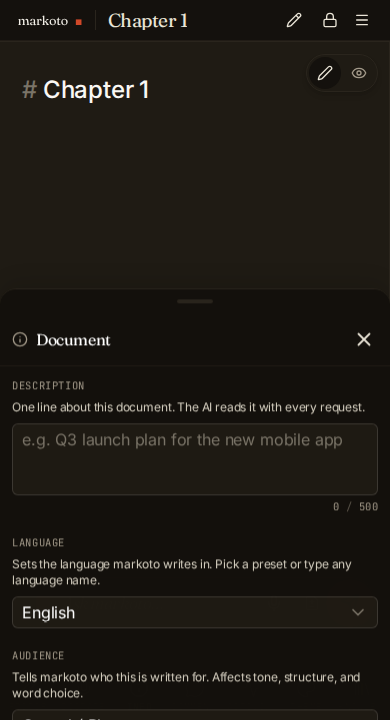 markoto
Chapter 1
# Chapter 1
Document
DESCRIPTION
One line about this document. The AI reads it with every request.
e.g. Q3 launch plan for the new mobile app
0 / 500
LANGUAGE
Sets the language markoto writes in. Pick a preset or type any
language name.
English
AUDIENCE
Tells markoto who this is written for. Affects tone, structure, and
word choice.